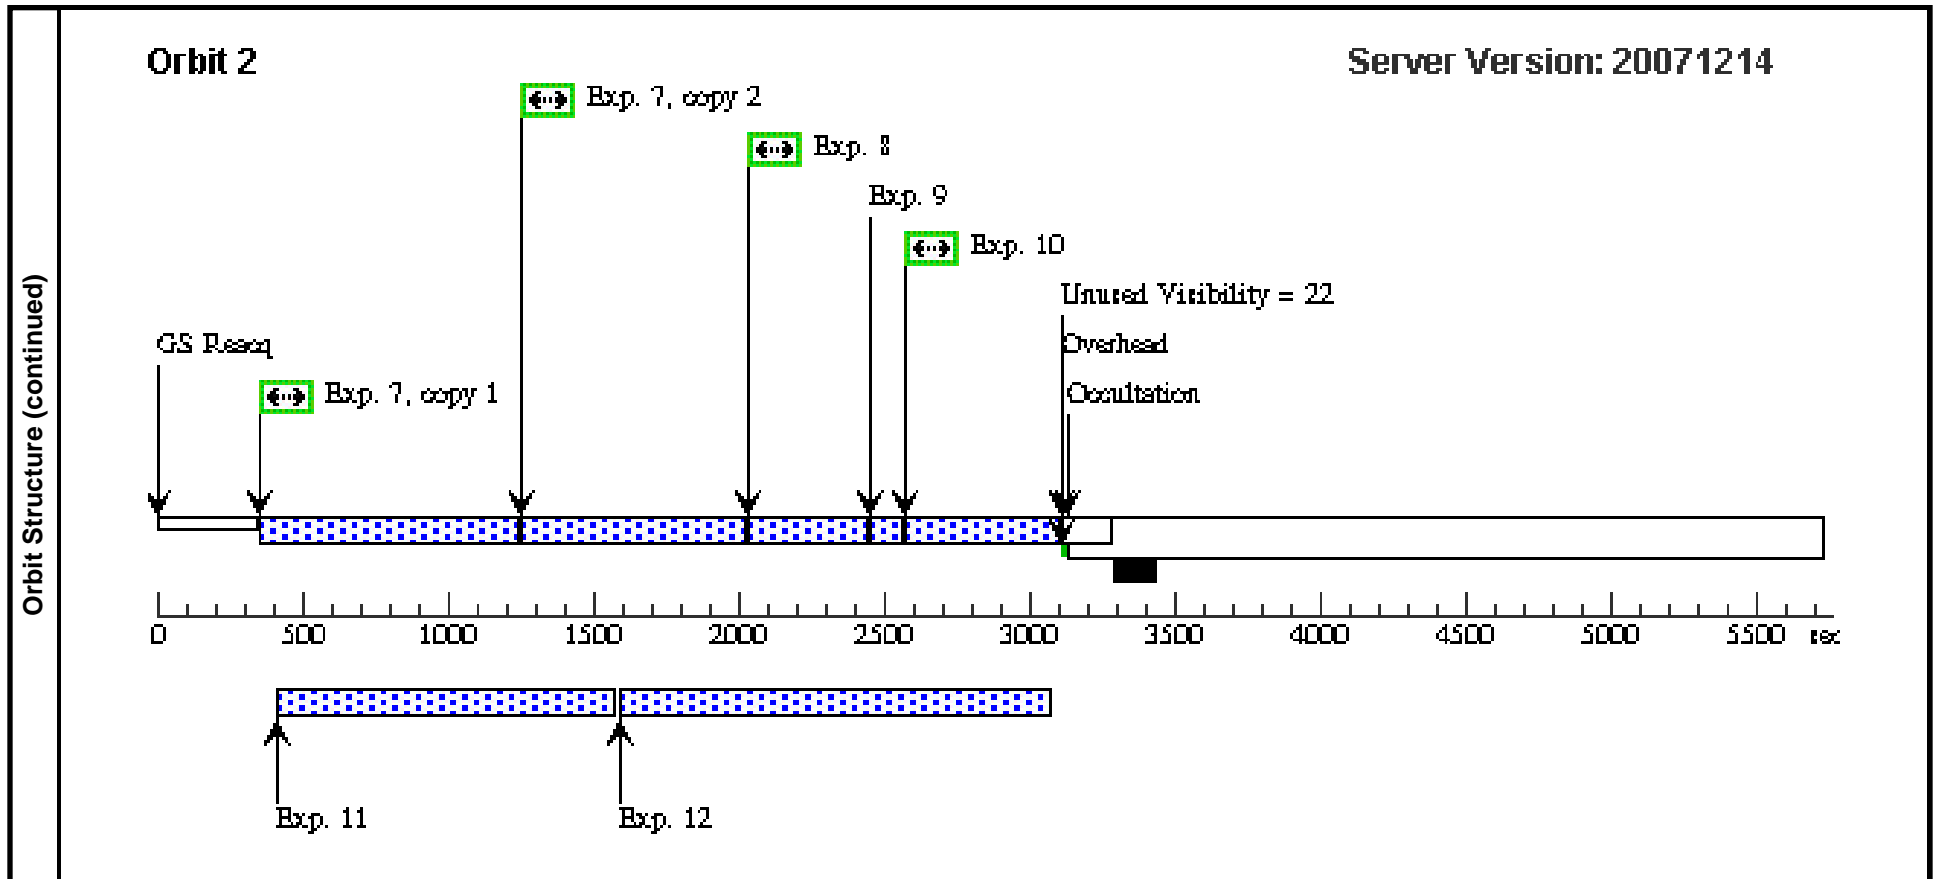 Orbit Structure (continued)
Orbit 2
Server Version: 20071214
Exp. 7, copy 2
Exp. 8
Exp. 9
Exp. 10
Unused Visibility = 22
GS Reacq
Overhead
Exp. 7, copy 1
Occultation
0 500 1000 1500 2000 2500 3000 3500 4000 4500 5000 5500 sec
Exp. 11
Exp. 12